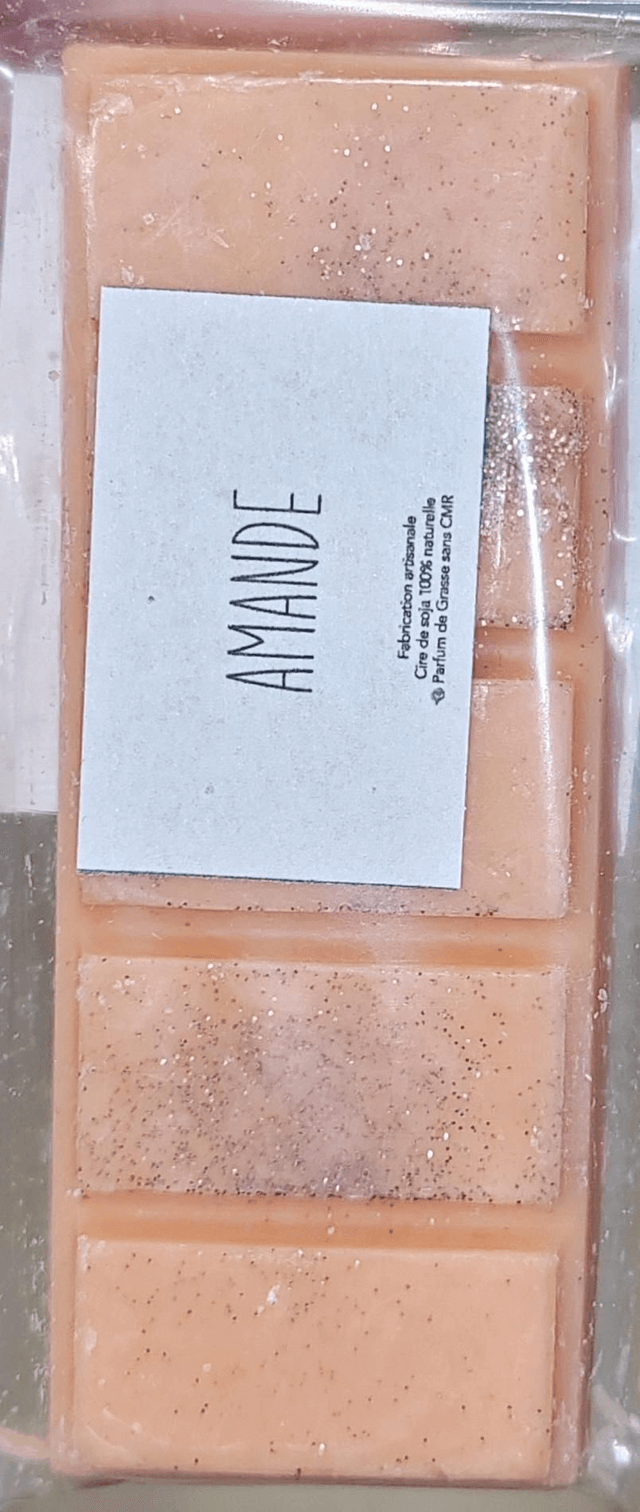 AMANDE
Fabrication artisanale
Cire de soja 100% naturelle
Parfum de Grasse sans CMR